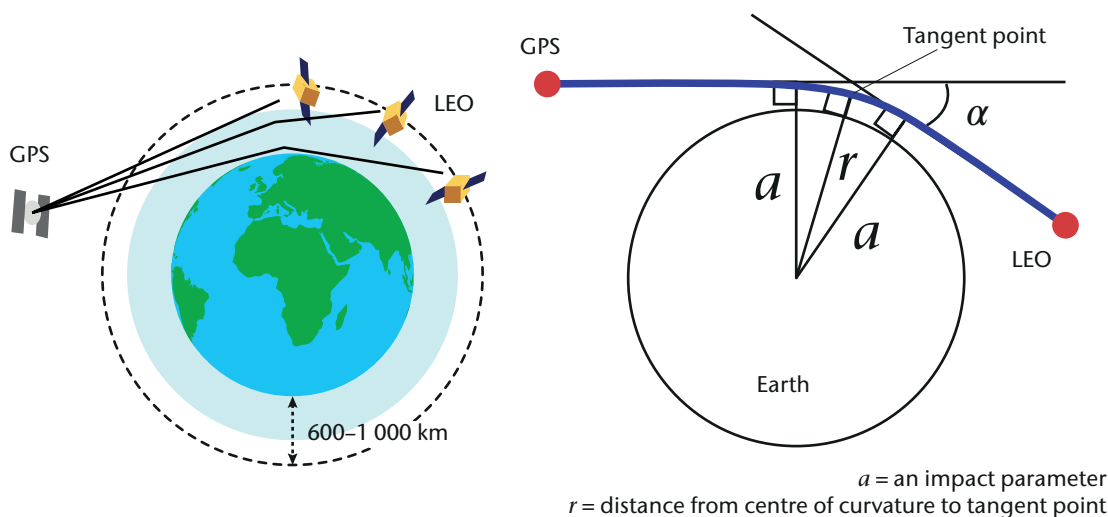 GPS
LEO
600–1 000 km
GPS
Tangent point
α
a
r
a
LEO
Earth
a = an impact parameter
r = distance from centre of curvature to tangent point